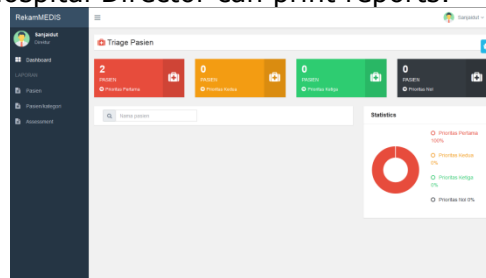 Hospital Director can print reports.
RekamMEDIS
Sanjaidut
Sanjaidut
Direktur
Dashboard
LAPORAN
Pasien
Pasien/kategori
Assessment
Triage Pasien
2
PASIEN
Prioritas Pertama
0
PASIEN
Prioritas Kedua
0
PASIEN
Prioritas Ketiga
0
PASIEN
Prioritas Nol
Nama pasien
Statistics
Prioritas Pertama
100%
Prioritas Kedua
0%
Prioritas Ketiga
0%
Prioritas Nol 0%